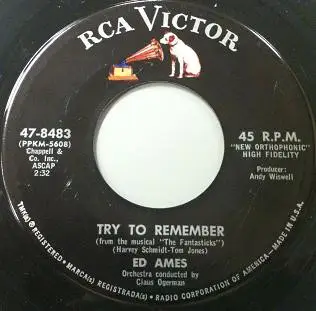 RCA VICTOR
47-8483
(PPKM-5608)
Chappell &
Co. Inc.,
ASCAP
2:32
45 R.P.M.
"NEW ORTHOPHONIC"
HIGH FIDELITY
Producer:
Andy Wiswell
TRY TO REMEMBER
(from the musical "The Fantasticks")
(Harvey Schmidt-Tom Jones)
ED AMES
Orchestra conducted by
Claus Ogerman
TMK(s) ® REGISTERED • MARCA(s) REGISTRADA(s) • RADIO CORPORATION OF AMERICA - MADE IN U.S.A.